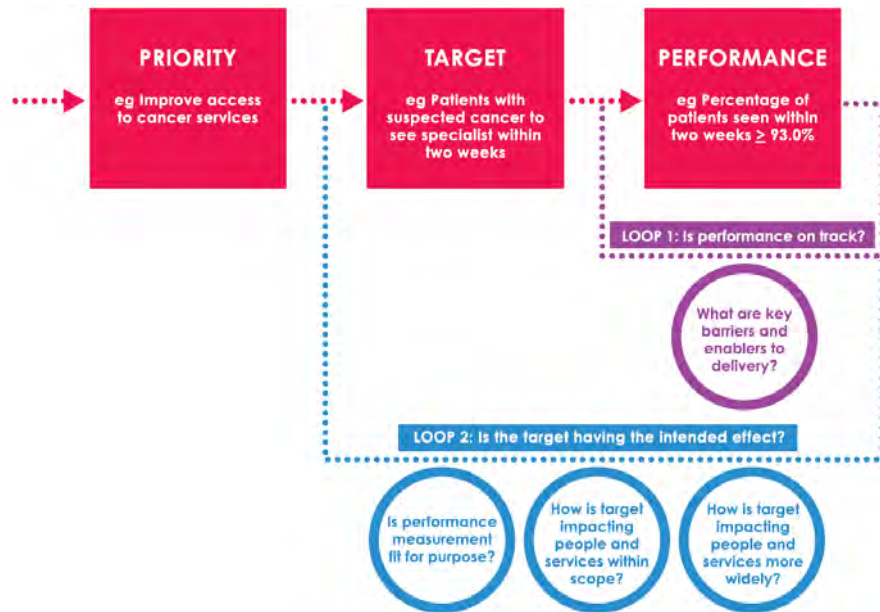 PRIORITY
eg Improve access
to cancer services
TARGET
eg Patients with
suspected cancer to
see specialist within
two weeks
PERFORMANCE
eg Percentage of
patients seen within
two weeks ≥ 93.0%
LOOP 1: Is performance on track?
What are key
barriers and
enablers to
delivery?
LOOP 2: Is the target having the intended effect?
Is performance
measurement
fit for purpose?
How is target
impacting
people and
services within
scope?
How is target
impacting
people and
services more
widely?